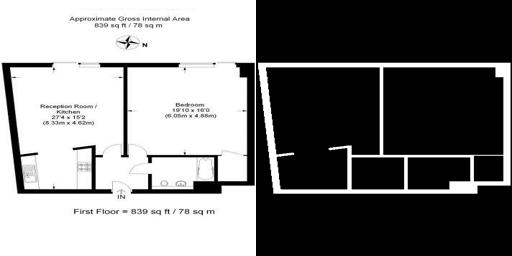 Approximate Gross Internal Area
839 sq ft / 78 sq m
N
Reception Room /
Kitchen
27'4 x 15'2
(8.33m x 4.62m)
Bedroom
19'10 x 16'0
(6.05m x 4.88m)
IN
First Floor = 839 sq ft / 78 sq m